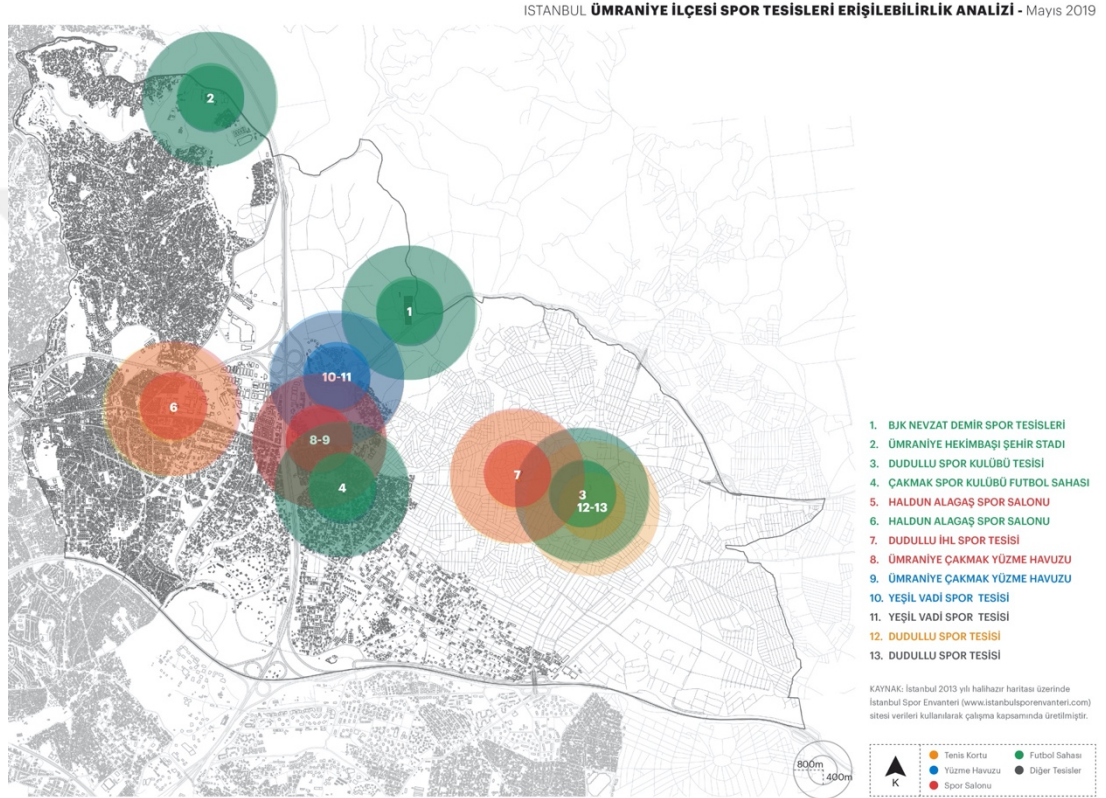 ISTANBUL ÜMRANİYE İLÇESİ SPOR TESİSLERİ ERİŞİLEBİLİRLİK ANALİZİ - Mayıs 2019
2
1
10-11
6
8-9
4
7
3
12-13
1. BJK NEVZAT DEMİR SPOR TESİSLERİ
2. ÜMRANİYE HEKİMBAŞI ŞEHİR STADI
3. DUDULLU SPOR KULÜBÜ TESİSİ
4. ÇAKMAK SPOR KULÜBÜ FUTBOL SAHASI
5. HALDUN ALAGAŞ SPOR SALONU
6. HALDUN ALAGAŞ SPOR SALONU
7. DUDULLU İHL SPOR TESİSİ
8. ÜMRANİYE ÇAKMAK YÜZME HAVUZU
9. ÜMRANİYE ÇAKMAK YÜZME HAVUZU
10. YEŞİL VADİ SPOR TESİSİ
11. YEŞİL VADİ SPOR TESİSİ
12. DUDULLU SPOR TESİSİ
13. DUDULLU SPOR TESİSİ
KAYNAK: İstanbul 2013 yılı halihazır haritası üzerinde
İstanbul Spor Envanteri (www.istanbulsporenvanteri.com)
sitesi verileri kullanılarak çalışma kapsamında üretilmiştir.
800m
400m
K
Tenis Kortu
Yüzme Havuzu
Spor Salonu
Futbol Sahası
Diğer Tesisler